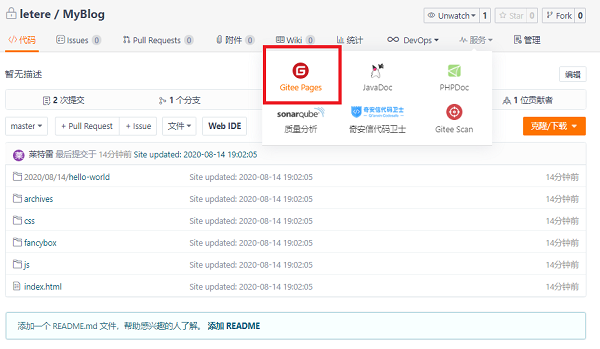 letere / MyBlog
Unwatch 1 Star 0 Fork 0
代码 Issues 0 Pull Requests 0 附件 0 Wiki 0 统计 DevOps 服务 管理
Gitee Pages JavaDoc PHPDoc
暂无描述 编辑
2 次提交 1 个分支 1 位贡献者
sonarqube 奇安信代码卫士
质量分析 奇安信代码卫士 Gitee Scan
master + Pull Request + Issue 文件 Web IDE 克隆/下载
莱 莱特雷 最后提交于 14分钟前 Site updated: 2020-08-14 19:02:05
2020/08/14/hello-world Site updated: 2020-08-14 19:02:05 14分钟前
archives Site updated: 2020-08-14 19:02:05 14分钟前
css Site updated: 2020-08-14 19:02:05 14分钟前
fancybox Site updated: 2020-08-14 19:02:05 14分钟前
js Site updated: 2020-08-14 19:02:05 14分钟前
index.html Site updated: 2020-08-14 19:02:05 14分钟前
添加一个 README.md 文件，帮助感兴趣的人了解。 添加 README